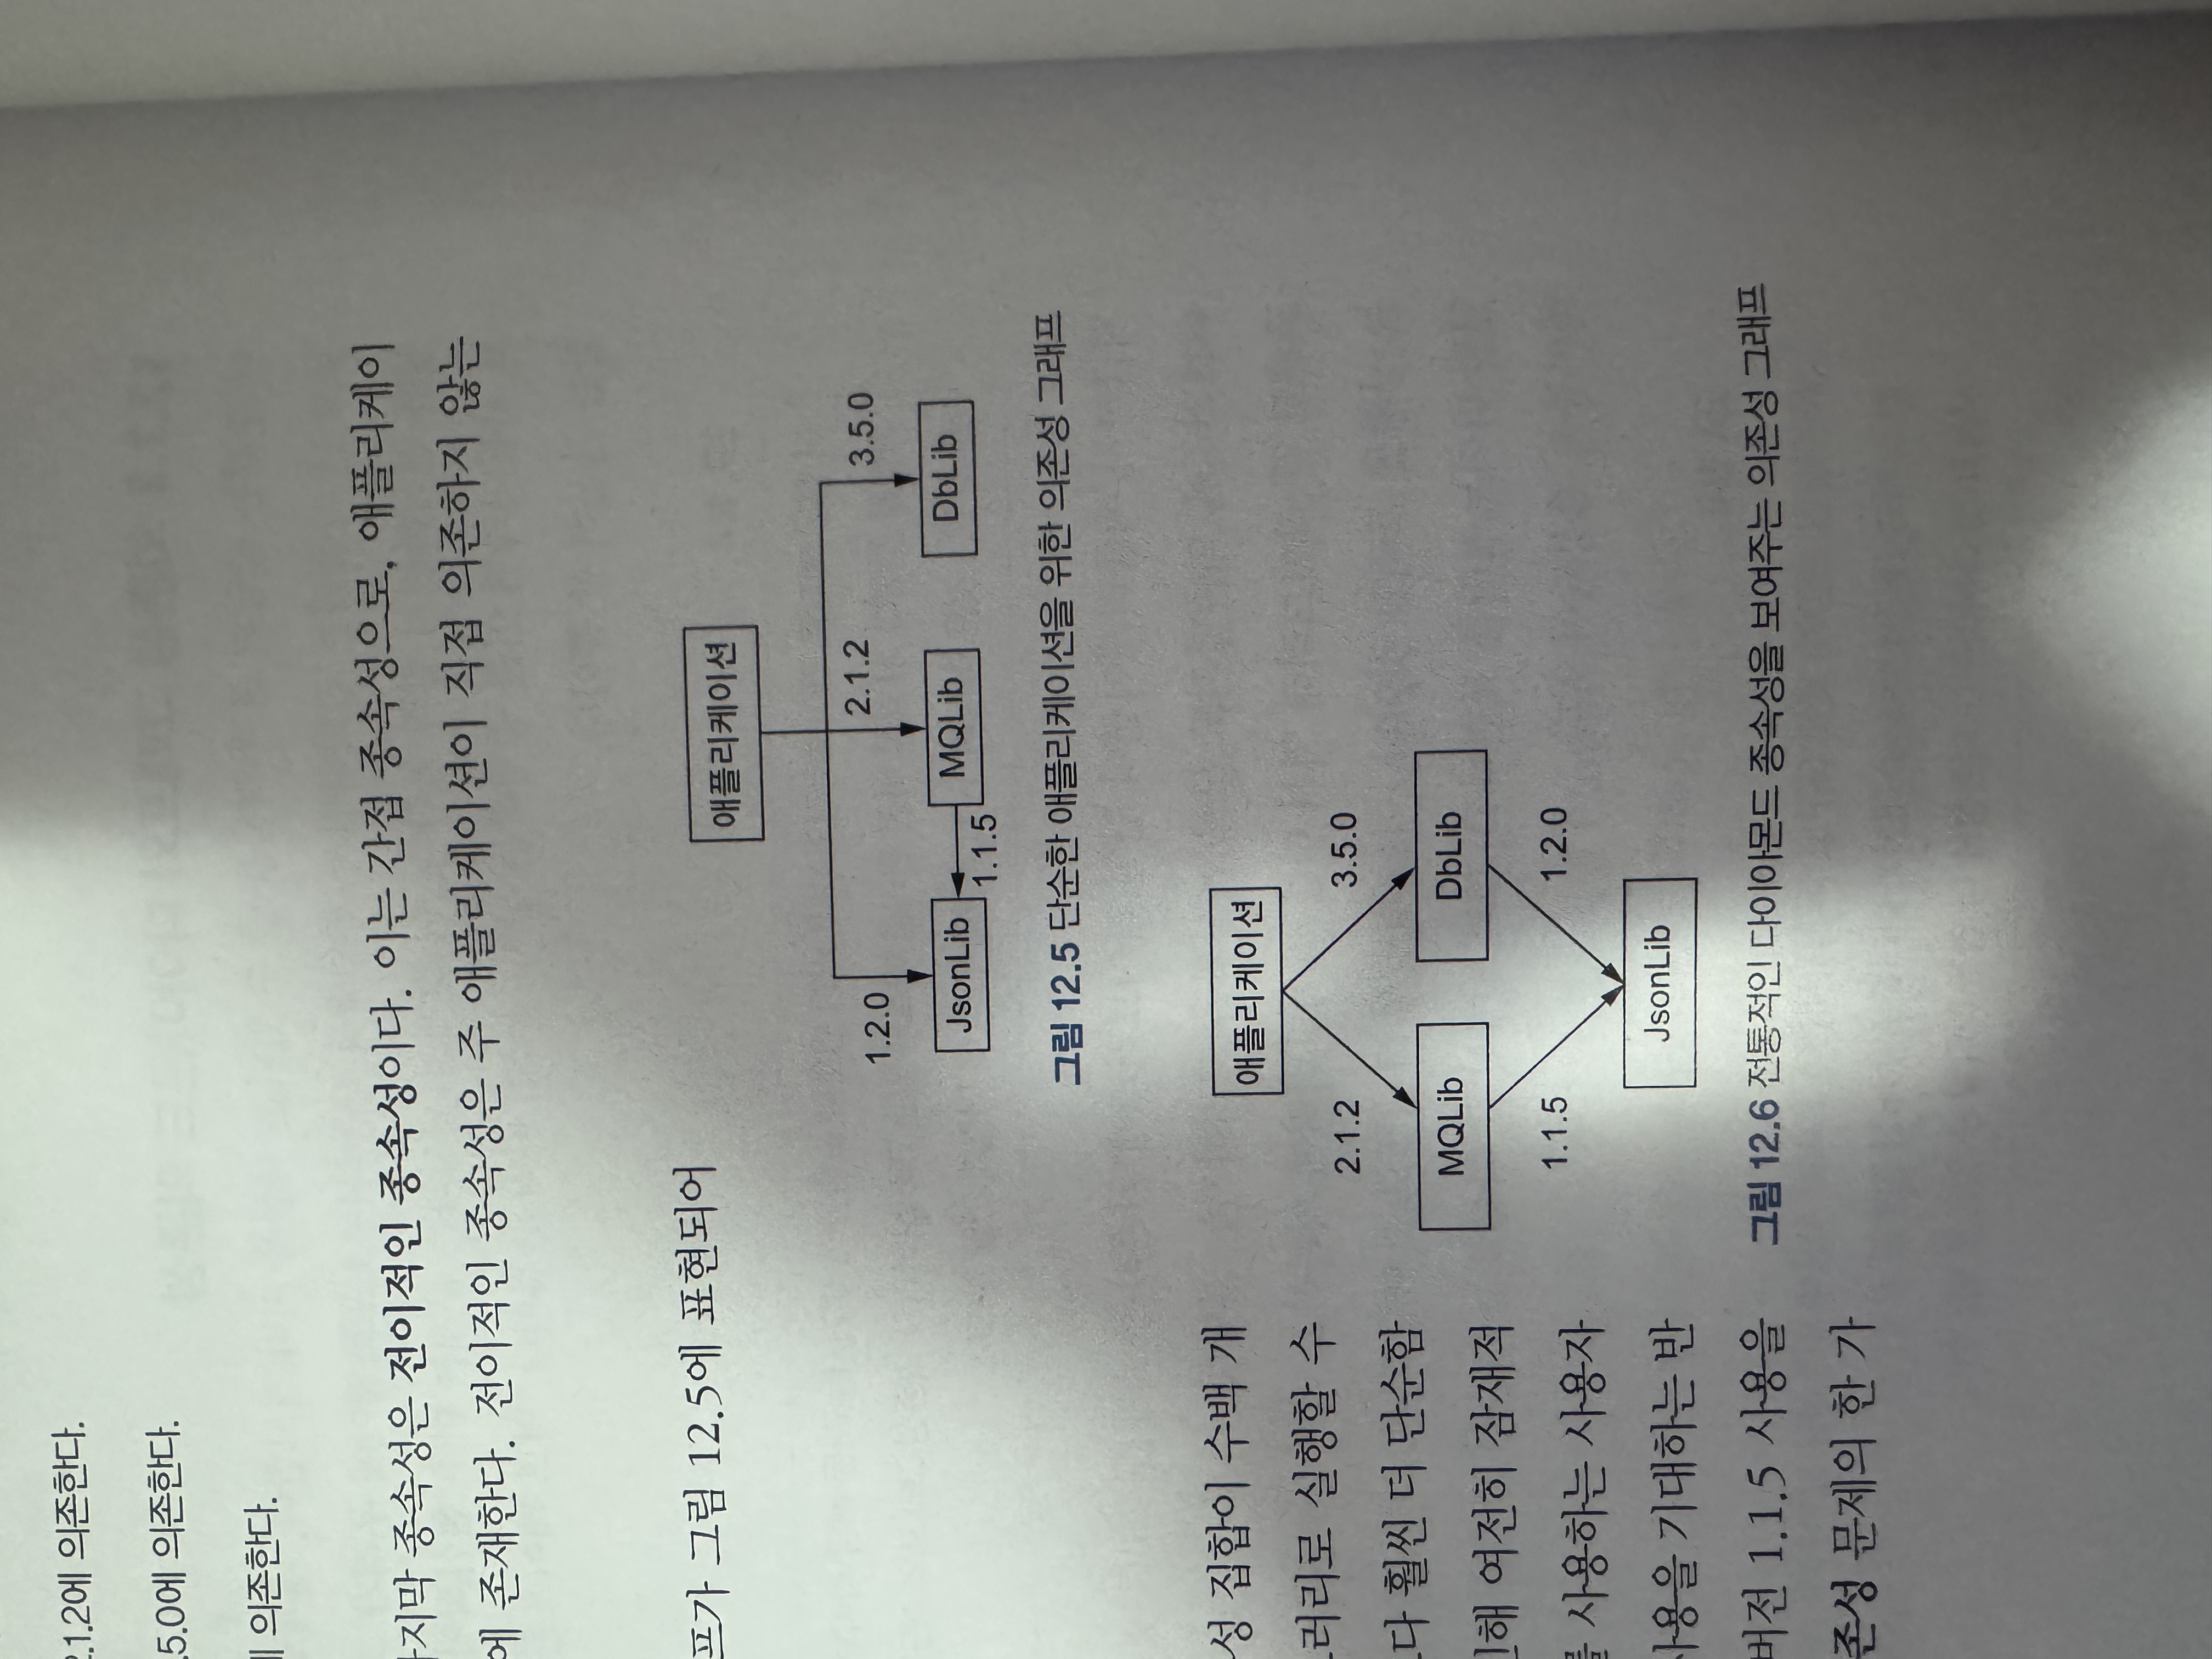 2.1.2에 의존한다.
.5.0에 의존한다.
의존한다.
종속성은 전이적인 종속성이다. 이는 간접 종속성으로, 애플리케이
에 존재한다. 전이적인 종속성은 주 애플리케이션이 직접 의존하지 않는
프가 그림 12.5에 표현되어
애플리케이션
1.2.0
2.1.2
3.5.0
JsonLib
MQLib
DbLib
1.1.5
그림 12.5 단순한 애플리케이션을 위한 의존성 그래프
성 집합이 수백 개
러리로 실행할 수
다 훨씬 더 단순함
해 여전히 잠재적
를 사용하는 사용자
사용을 기대하는 반
버전 1.1.5 사용을
존성 문제의 한 가
애플리케이션
2.1.2
3.5.0
MQLib
DbLib
1.1.5
1.2.0
JsonLib
그림 12.6 전통적인 다이아몬드 종속성을 보여주는 의존성 그래프